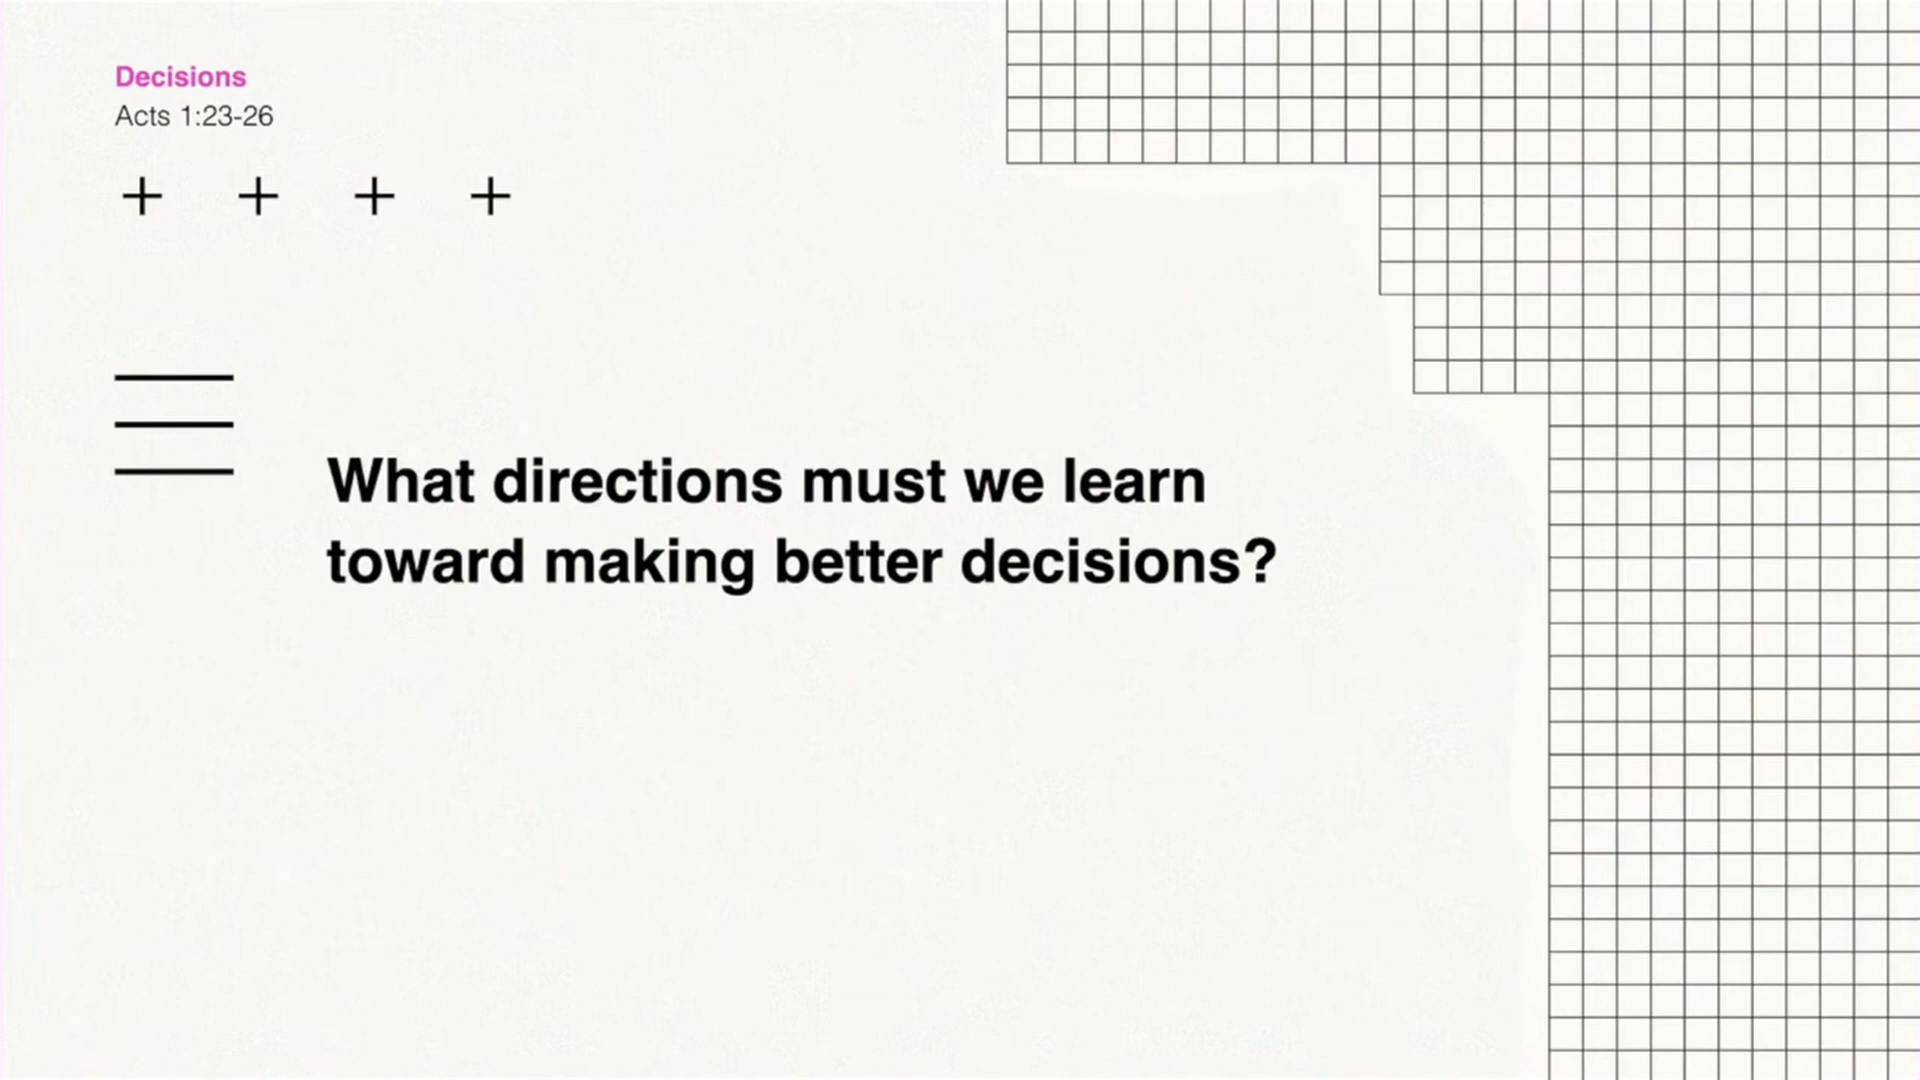 Decisions
Acts 1:23-26
What directions must we learn
toward making better decisions?